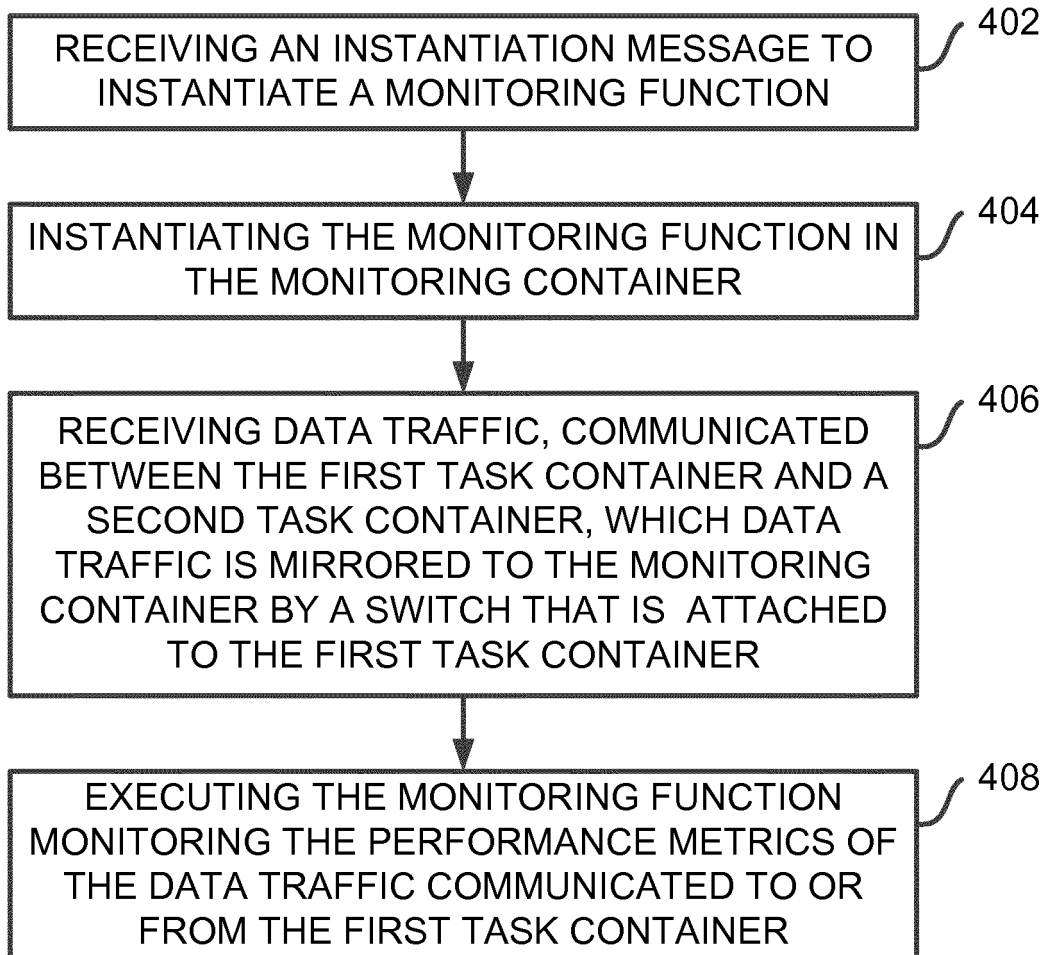 RECEIVING AN INSTANTIATION MESSAGE TO
INSTANTIATE A MONITORING FUNCTION
402
INSTANTIATING THE MONITORING FUNCTION IN
THE MONITORING CONTAINER
404
RECEIVING DATA TRAFFIC, COMMUNICATED
BETWEEN THE FIRST TASK CONTAINER AND A
SECOND TASK CONTAINER, WHICH DATA
TRAFFIC IS MIRRORED TO THE MONITORING
CONTAINER BY A SWITCH THAT IS ATTACHED
TO THE FIRST TASK CONTAINER
406
EXECUTING THE MONITORING FUNCTION
MONITORING THE PERFORMANCE METRICS OF
THE DATA TRAFFIC COMMUNICATED TO OR
FROM THE FIRST TASK CONTAINER
408